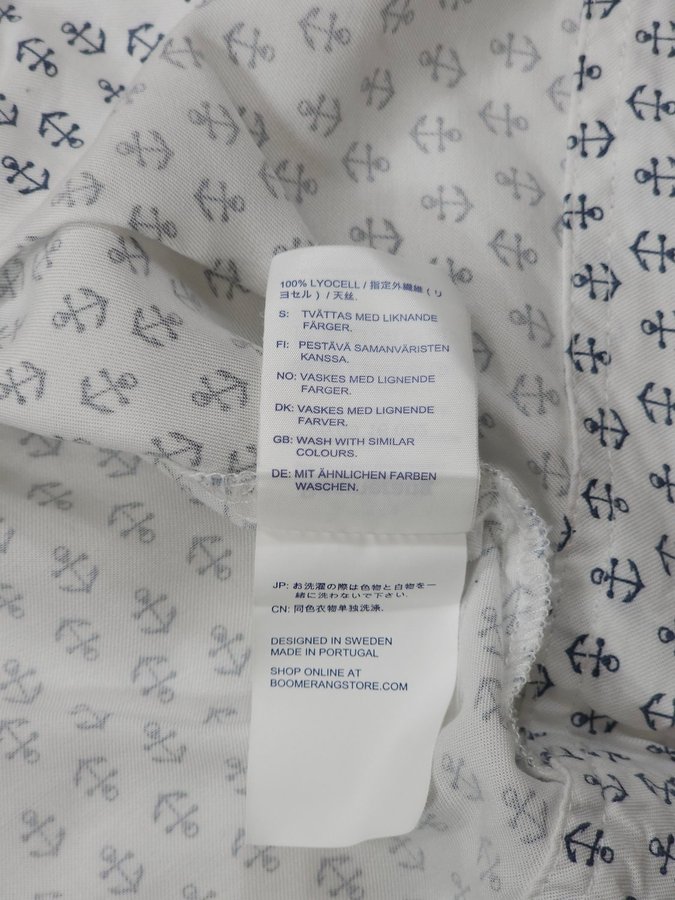 100% LYOCELL / 指定外繊維 (リ
ヨセル) / 天丝.
S: TVÄTTAS MED LIKNANDE
FÄRGER.
FI: PESTÄVÄ SAMANVÄRISTEN
KANSSA.
NO: VASKES MED LIGNENDE
FARGER.
DK: VASKES MED LIGNENDE
FARVER.
GB: WASH WITH SIMILAR
COLOURS.
DE: MIT ÄHNLICHEN FARBEN
WASCHEN.
JP: お洗濯の際は色物と白物を一
緒に洗わないで下さい.
CN: 同色衣物单独洗涤.
DESIGNED IN SWEDEN
MADE IN PORTUGAL
SHOP ONLINE AT
BOOMERANGSTORE.COM